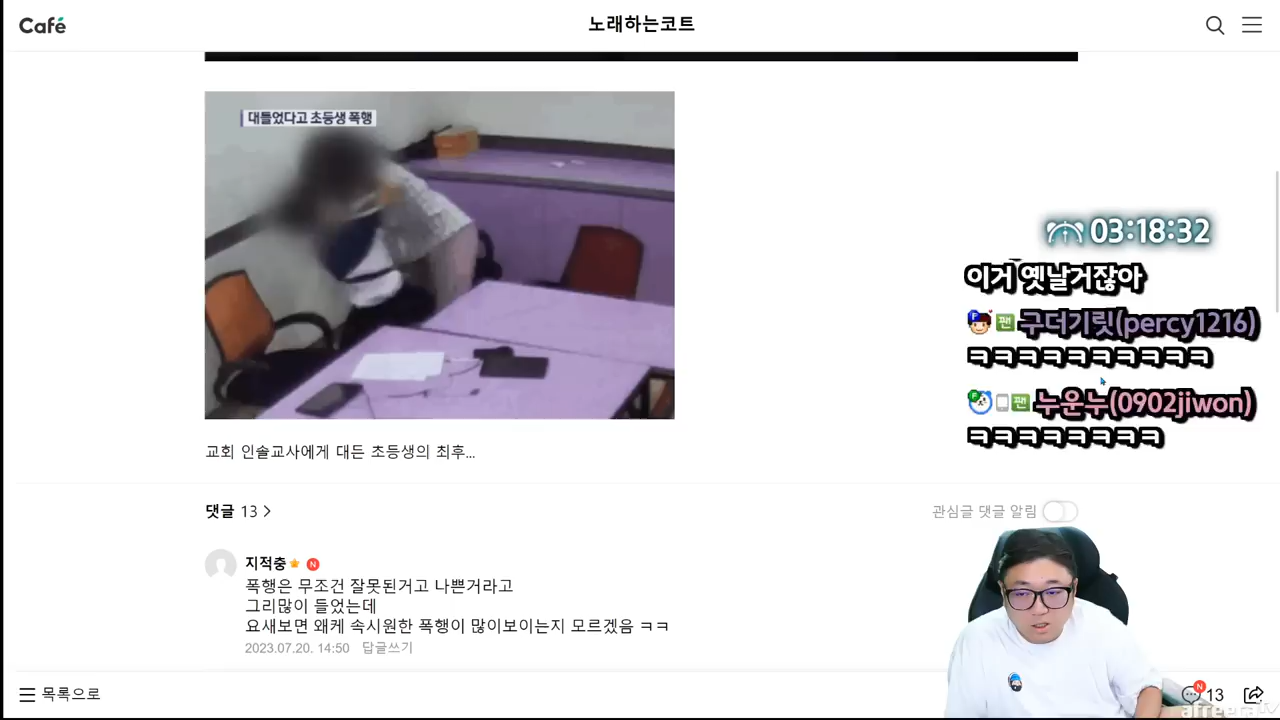 Café
노래하는코트
대들었다고 초등생 폭행
03:18:32
이거 옛날거잖아
구더기릿(percy1216)
ㅋㅋㅋㅋㅋㅋㅋㅋㅋㅋ
누운누(0902jiwon)
ㅋㅋㅋㅋㅋㅋㅋㅋ
교회 인솔교사에게 대든 초등생의 최후...
댓글 13 >
관심글 댓글 알림
지적충 N
폭행은 무조건 잘못된거고 나쁜거라고
그리많이 들었는데
요새보면 왜케 속시원한 폭행이 많이보이는지 모르겠음 ㅋㅋ
2023.07.20. 14:50 답글쓰기
목록으로
N 13
afreecaTV